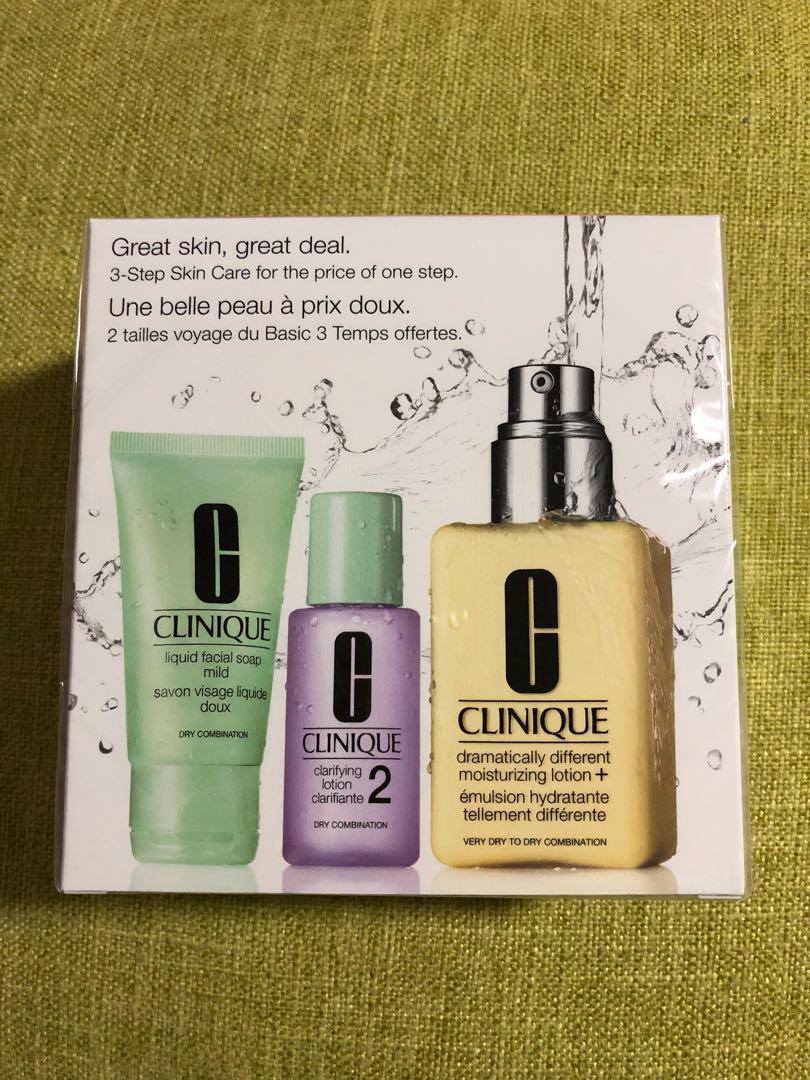 Great skin, great deal.
3-Step Skin Care for the price of one step.
Une belle peau à prix doux.
2 tailles voyage du Basic 3 Temps offertes.
C
CLINIQUE
liquid facial soap
mild
savon visage liquide
doux
DRY COMBINATION
C
CLINIQUE
clarifying
lotion
clarifiante 2
DRY COMBINATION
C
CLINIQUE
dramatically different
moisturizing lotion +
émulsion hydratante
tellement différente
VERY DRY TO DRY COMBINATION